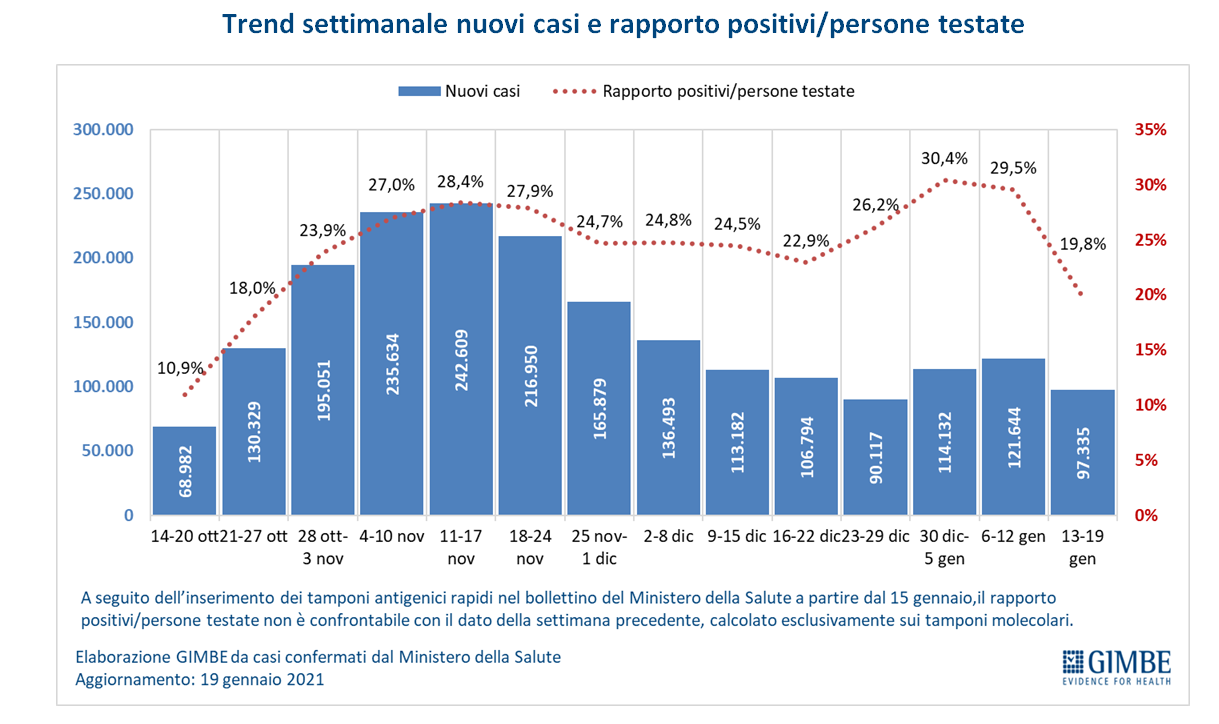 Trend settimanale nuovi casi e rapporto positivi/persone testate
Nuovi casi
Rapporto positivi/persone testate
300.000
250.000
200.000
150.000
100.000
50.000
0
35%
30%
25%
20%
15%
10%
5%
0%
10,9%
18,0%
23,9%
27,0%
28,4%
27,9%
24,7%
24,8%
24,5%
22,9%
26,2%
30,4%
29,5%
19,8%
68.982
130.329
195.051
235.634
242.609
216.950
165.879
136.493
113.182
106.794
90.117
114.132
121.644
97.335
14-20 ott
21-27 ott
28 ott-
3 nov
4-10 nov
11-17
nov
18-24
nov
25 nov-
1 dic
2-8 dic
9-15 dic
16-22 dic
23-29 dic
30 dic-
5 gen
6-12 gen
13-19
gen
A seguito dell'inserimento dei tamponi antigenici rapidi nel bollettino del Ministero della Salute a partire dal 15 gennaio,il rapporto
positivi/persone testate non è confrontabile con il dato della settimana precedente, calcolato esclusivamente sui tamponi molecolari.
Elaborazione GIMBE da casi confermati dal Ministero della Salute
Aggiornamento: 19 gennaio 2021
GIMBE
EVIDENCE FOR HEALTH